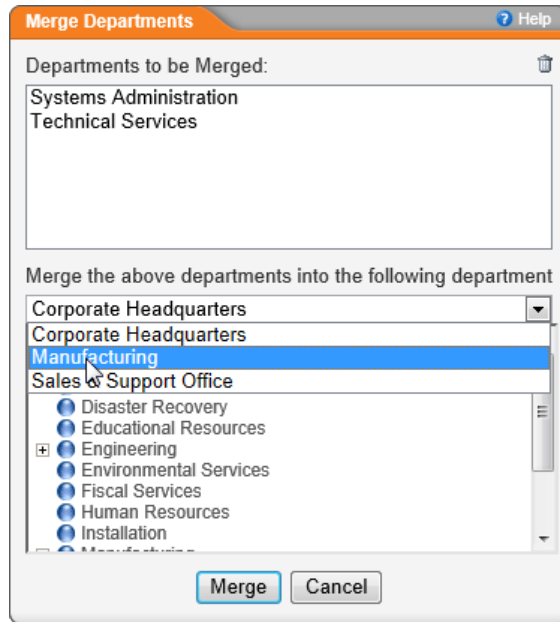 Merge Departments
Help
Departments to be Merged:
Systems Administration
Technical Services
Merge the above departments into the following department
Corporate Headquarters
Corporate Headquarters
Manufacturing
Sales & Support Office
Disaster Recovery
Educational Resources
Engineering
Environmental Services
Fiscal Services
Human Resources
Installation
Manufacturing
Merge
Cancel